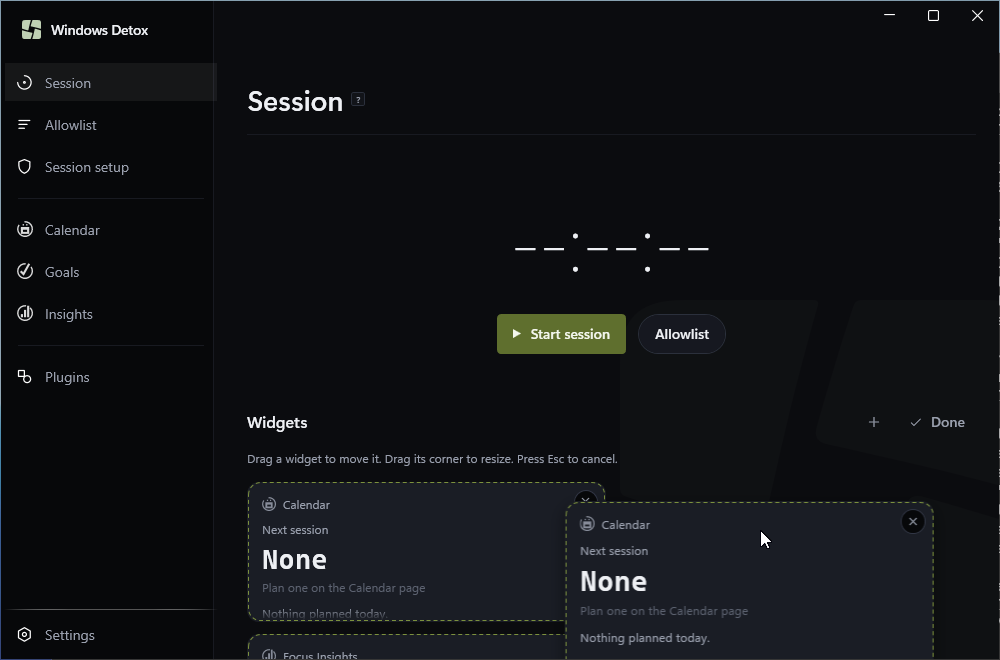 Windows Detox
Session
Allowlist
Session setup
Calendar
Goals
Insights
Plugins
Settings
Session ?
--:--:--
Start session
Allowlist
Widgets
Done
Drag a widget to move it. Drag its corner to resize. Press Esc to cancel.
Calendar
Next session
None
Plan one on the Calendar page
Nothing planned today.
Focus Insights
Calendar
Next session
None
Plan one on the Calendar page
Nothing planned today.